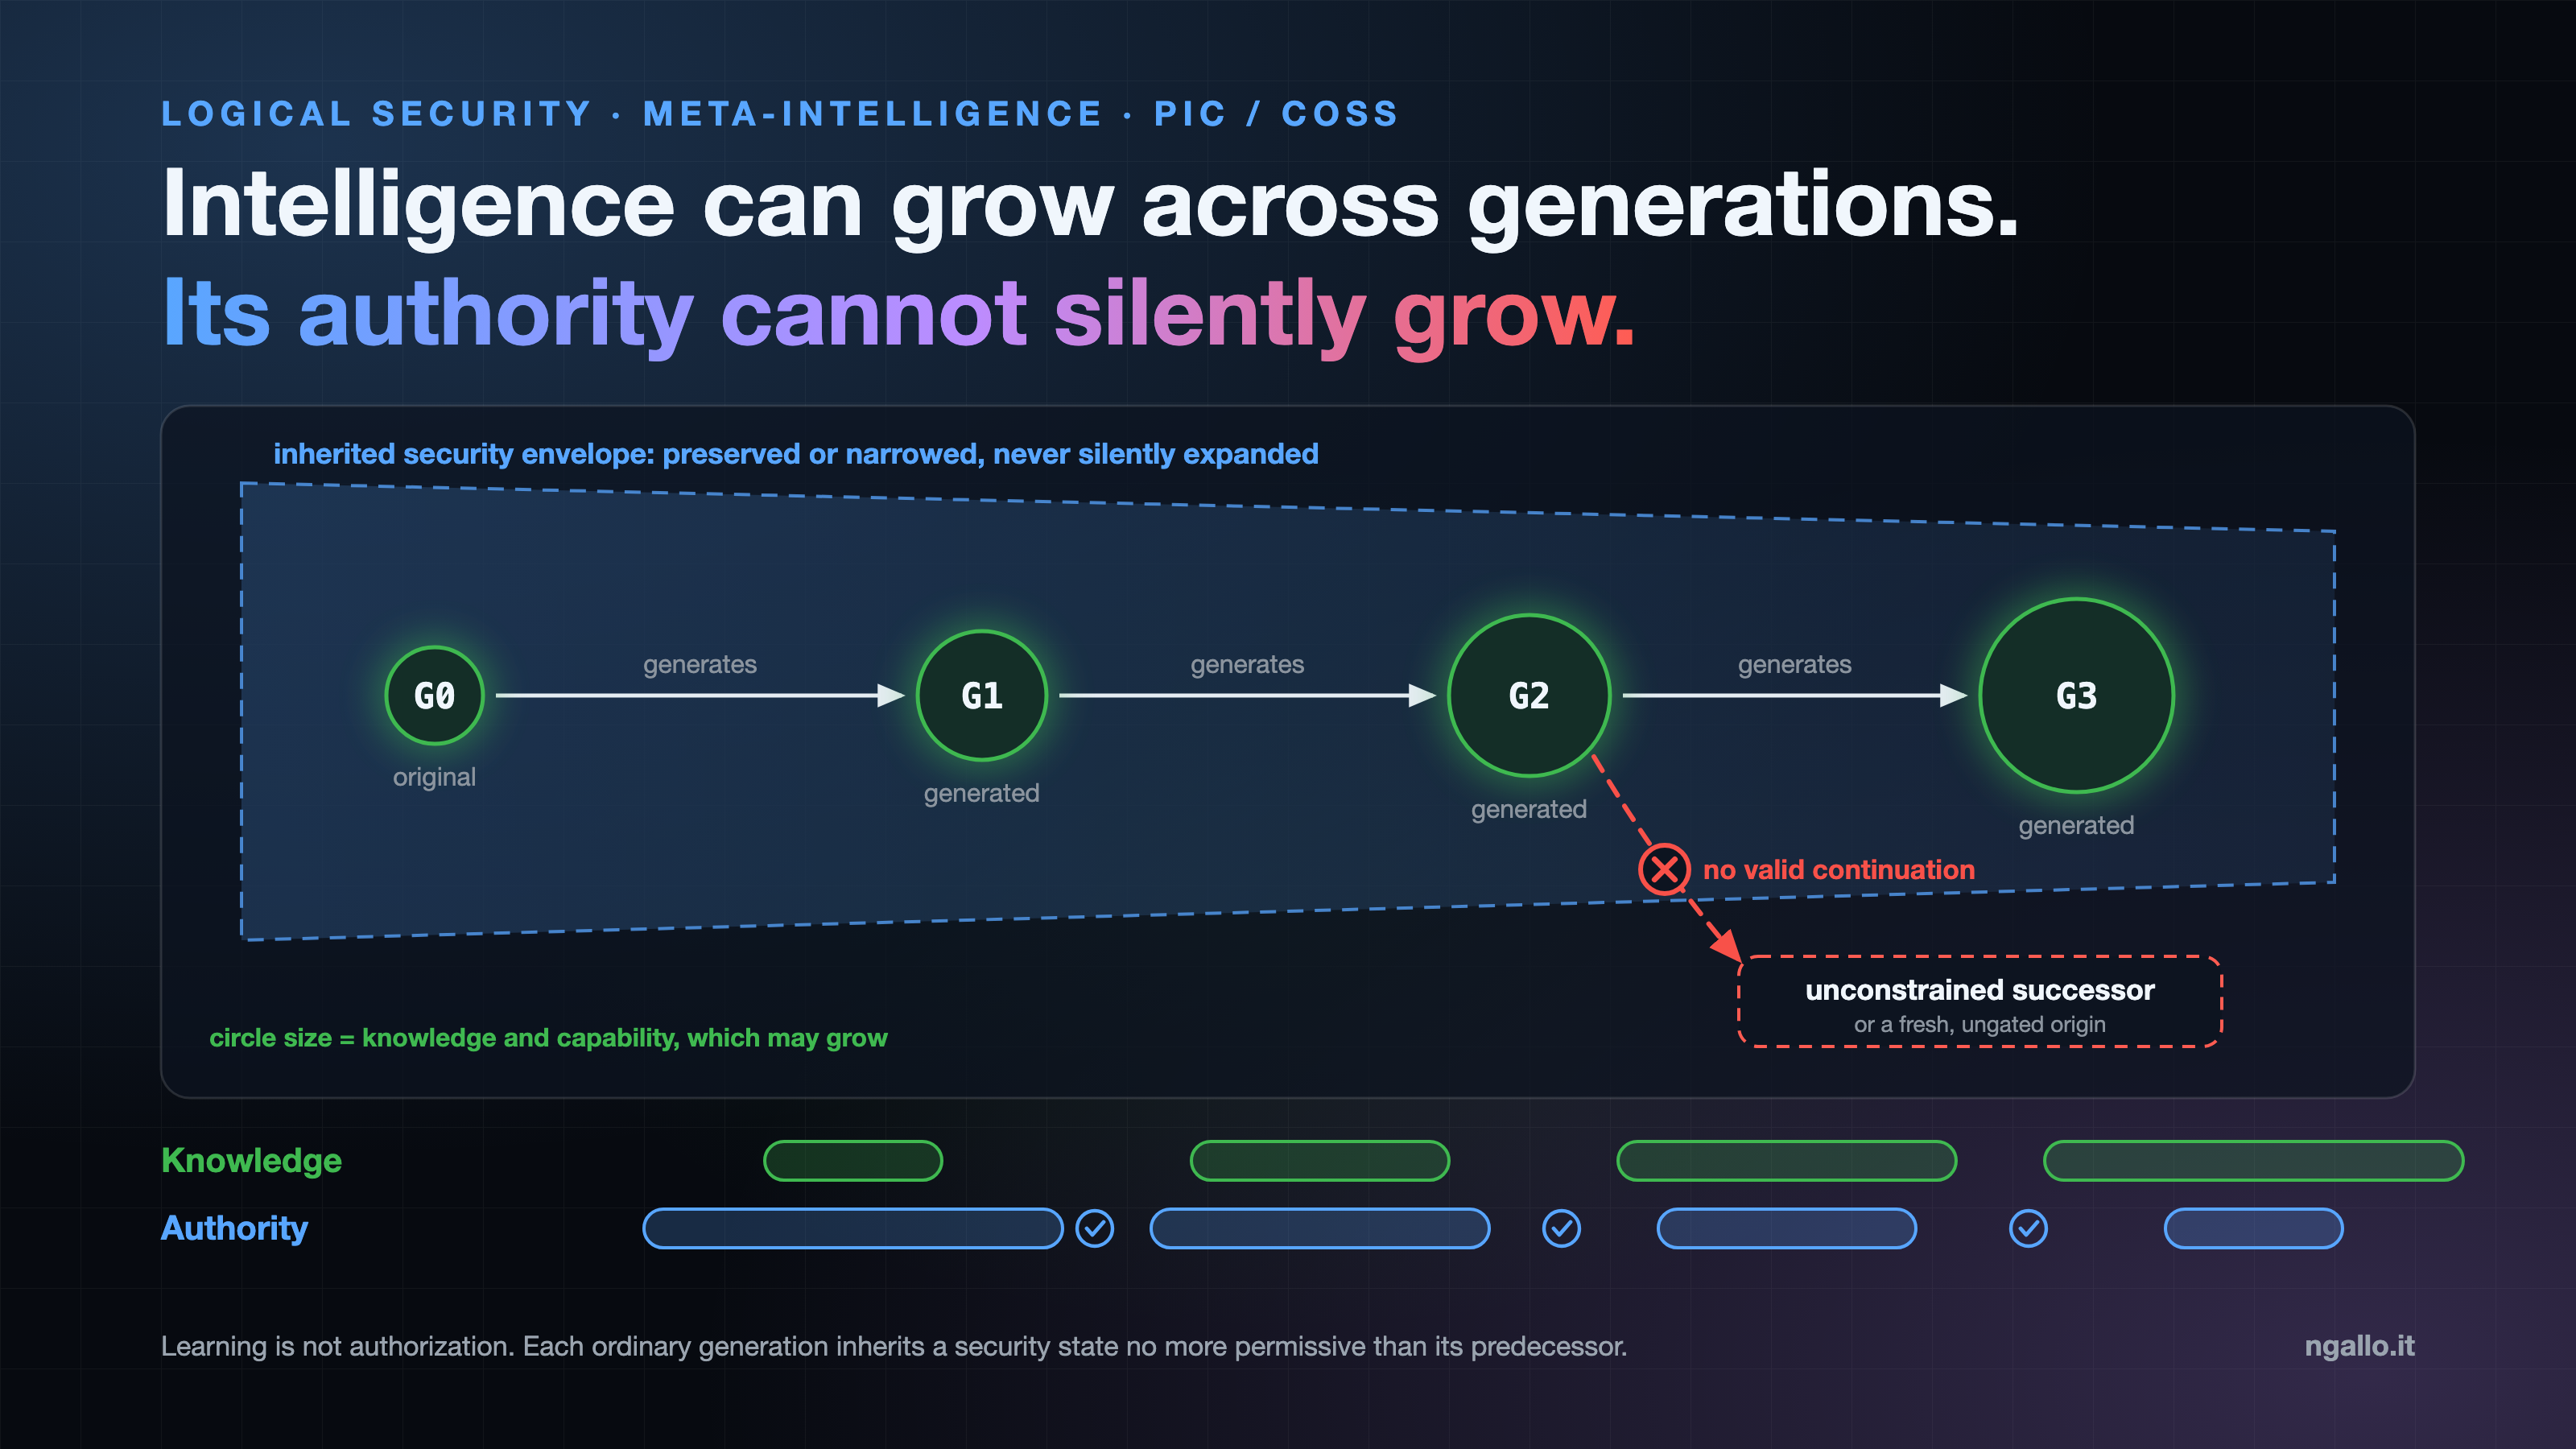 LOGICAL SECURITY · META-INTELLIGENCE · PIC / COSS
Intelligence can grow across generations.
Its authority cannot silently grow.
inherited security envelope: preserved or narrowed, never silently expanded
generates
generates
generates
G0
G1
G2
G3
original
generated
generated
generated
no valid continuation
unconstrained successor
or a fresh, ungated origin
circle size = knowledge and capability, which may grow
Knowledge
Authority
Learning is not authorization. Each ordinary generation inherits a security state no more permissive than its predecessor.
ngallo.it